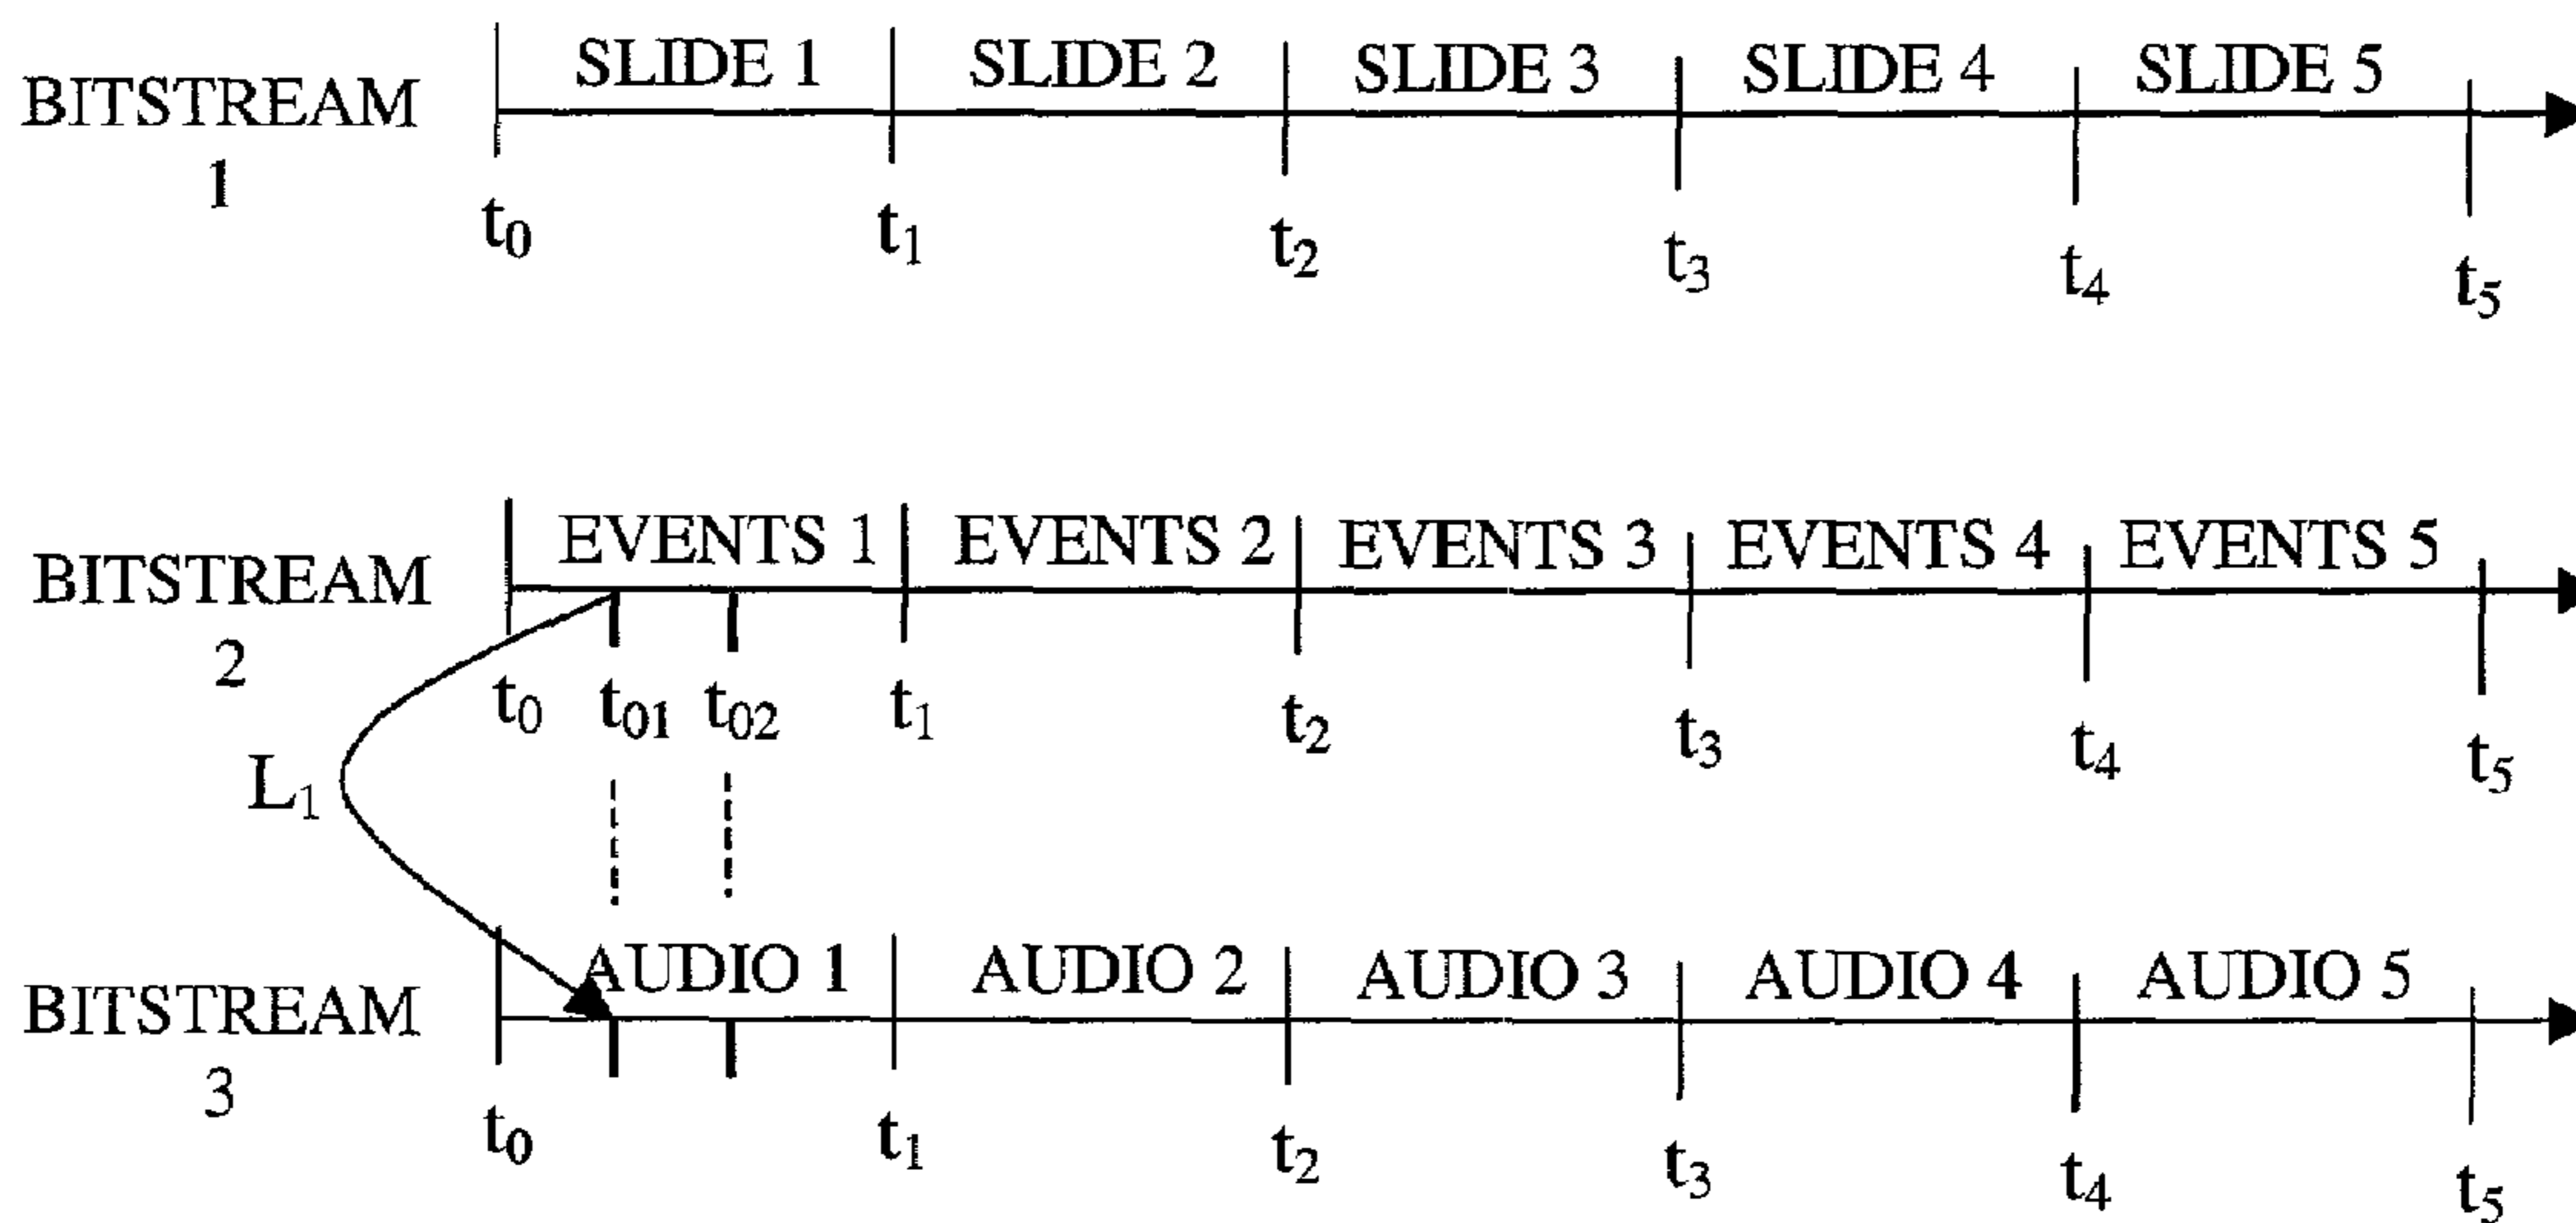 SLIDE 1 SLIDE 2 SLIDE 3 SLIDE 4 SLIDE 5
BITSTREAM
1
t0 t1 t2 t3 t4 t5
EVENTS 1 EVENTS 2 EVENTS 3 EVENTS 4 EVENTS 5
BITSTREAM
2
t0 t01 t02 t1 t2 t3 t4 t5
L1
AUDIO 1 AUDIO 2 AUDIO 3 AUDIO 4 AUDIO 5
BITSTREAM
3
t0 t1 t2 t3 t4 t5